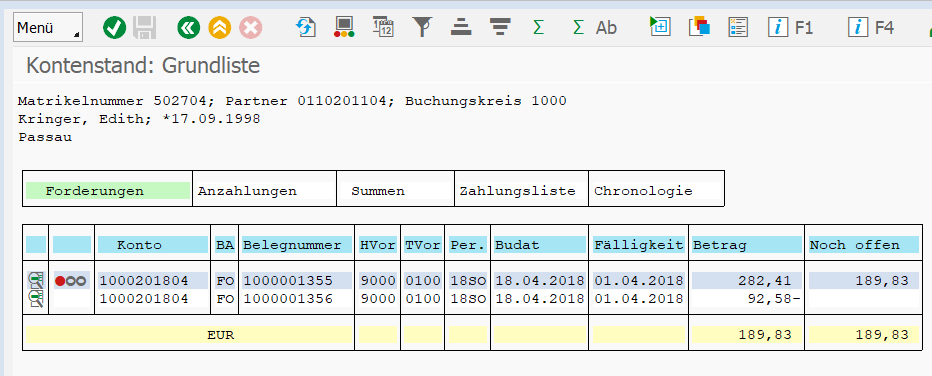 Menü
Σ Σ Ab i F1 i F4
Kontenstand: Grundliste
Matrikelnummer 502704; Partner 0110201104; Buchungskreis 1000
Kringer, Edith; *17.09.1998
Passau
Forderungen Anzahlungen Summen Zahlungsliste Chronologie
Konto BA Belegnummer HVor TVor Per. Budat Fälligkeit Betrag Noch offen
1000201804 FO 1000001355 9000 0100 18SO 18.04.2018 01.04.2018 282,41 189,83
1000201804 FO 1000001356 9000 0100 18SO 18.04.2018 01.04.2018 92,58-
EUR 189,83 189,83